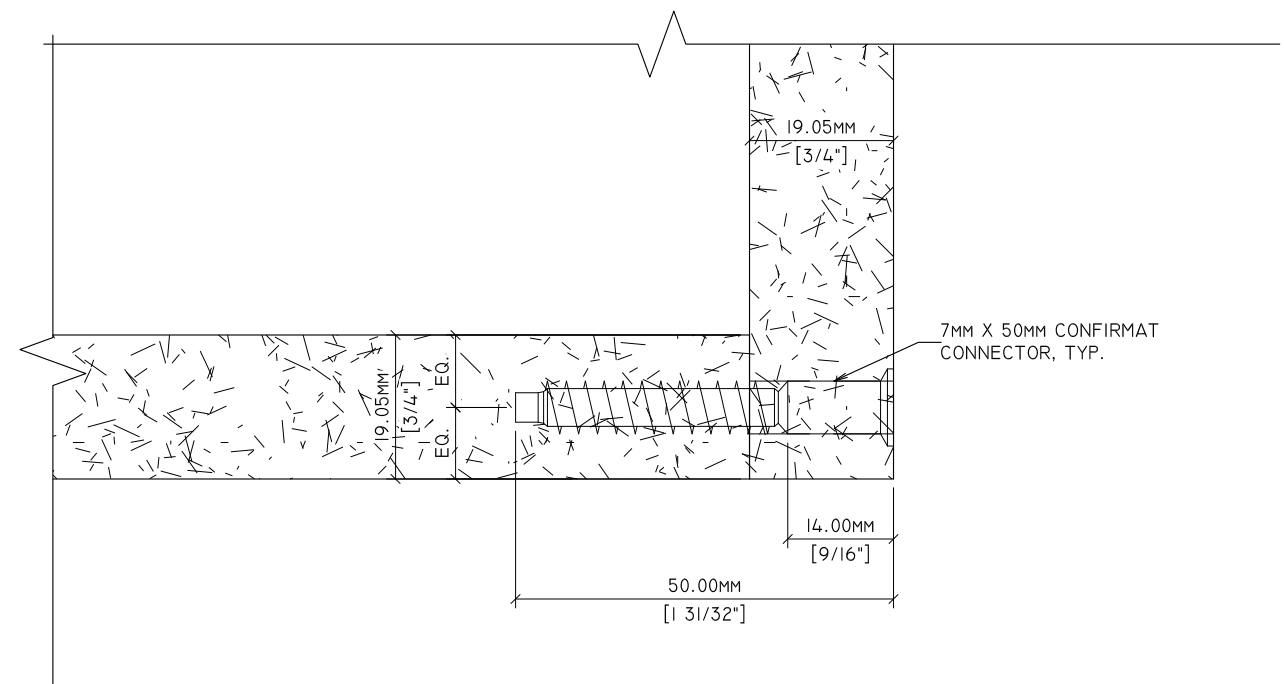 19.05MM
[3/4"]
7MM X 50MM CONFIRMAT
CONNECTOR, TYP.
19.05MM
[3/4"]
EQ.
EQ.
14.00MM
[9/16"]
50.00MM
[1 31/32"]